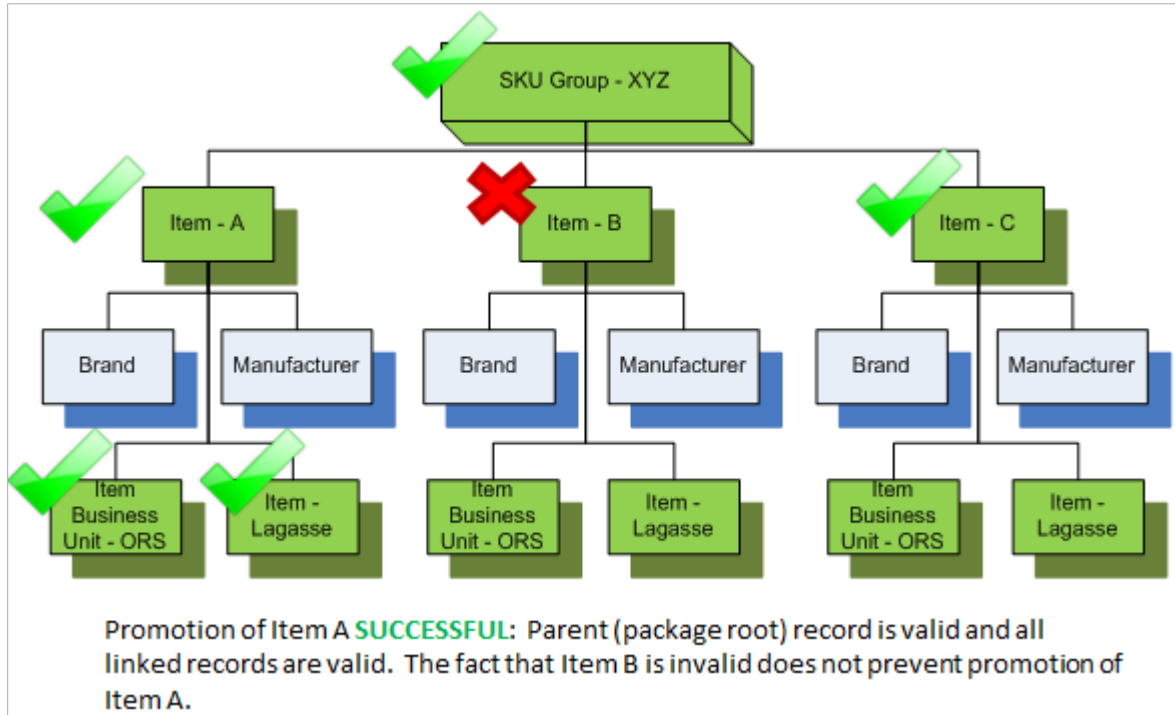 SKU Group - XYZ
Item - A
Item - B
Item - C
Brand
Manufacturer
Brand
Manufacturer
Brand
Manufacturer
Item
Business
Unit - ORS
Item -
Lagasse
Item
Business
Unit - ORS
Item -
Lagasse
Item
Business
Unit - ORS
Item -
Lagasse
Promotion of Item A SUCCESSFUL: Parent (package root) record is valid and all
linked records are valid. The fact that Item B is invalid does not prevent promotion of
Item A.